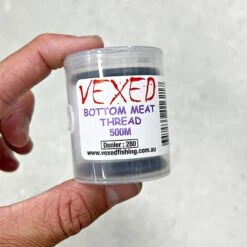 VEXED
BOTTOM MEAT
THREAD
500M
Denier : 280
www.vexedfishing.com.au